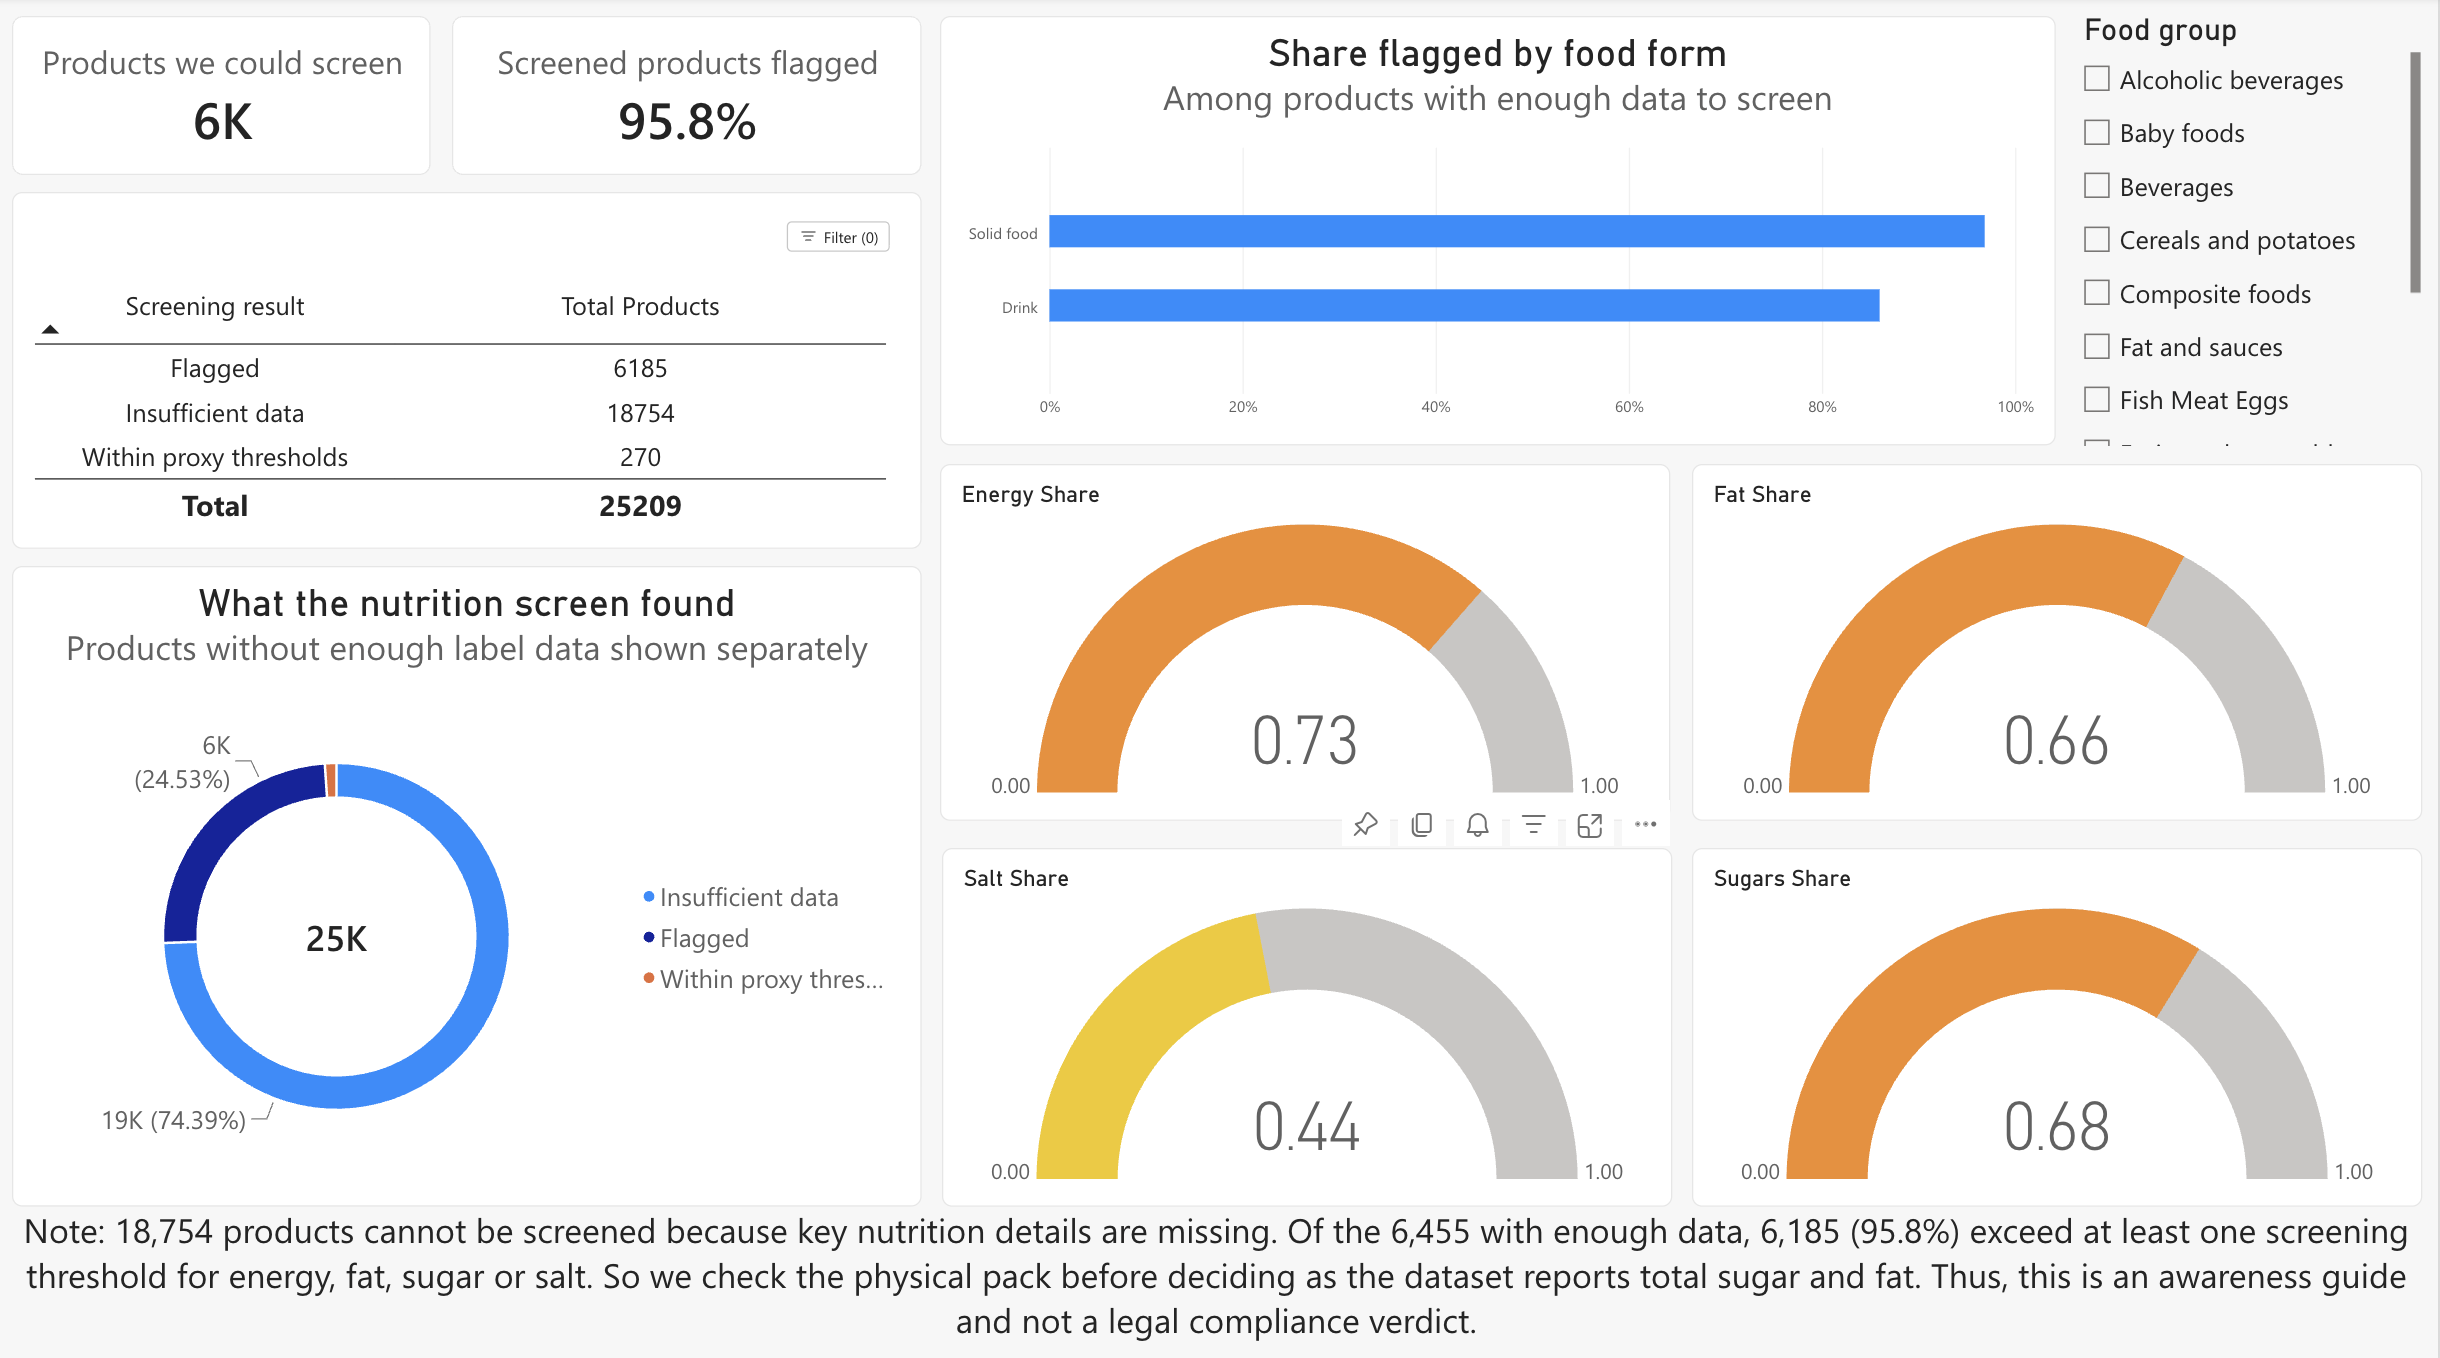 Products we could screen
6K
Screened products flagged
95.8%
Filter (0)
Screening result Total Products
Flagged 6185
Insufficient data 18754
Within proxy thresholds 270
Total 25209
What the nutrition screen found
Products without enough label data shown separately
6K
(24.53%)
25K
19K (74.39%)
Insufficient data
Flagged
Within proxy thres...
Share flagged by food form
Among products with enough data to screen
Solid food
Drink
0% 20% 40% 60% 80% 100%
Food group
Alcoholic beverages
Baby foods
Beverages
Cereals and potatoes
Composite foods
Fat and sauces
Fish Meat Eggs
Energy Share
0.73
0.00 1.00
Fat Share
0.66
0.00 1.00
Salt Share
0.44
0.00 1.00
Sugars Share
0.68
0.00 1.00
Note: 18,754 products cannot be screened because key nutrition details are missing. Of the 6,455 with enough data, 6,185 (95.8%) exceed at least one screening
threshold for energy, fat, sugar or salt. So we check the physical pack before deciding as the dataset reports total sugar and fat. Thus, this is an awareness guide
and not a legal compliance verdict.